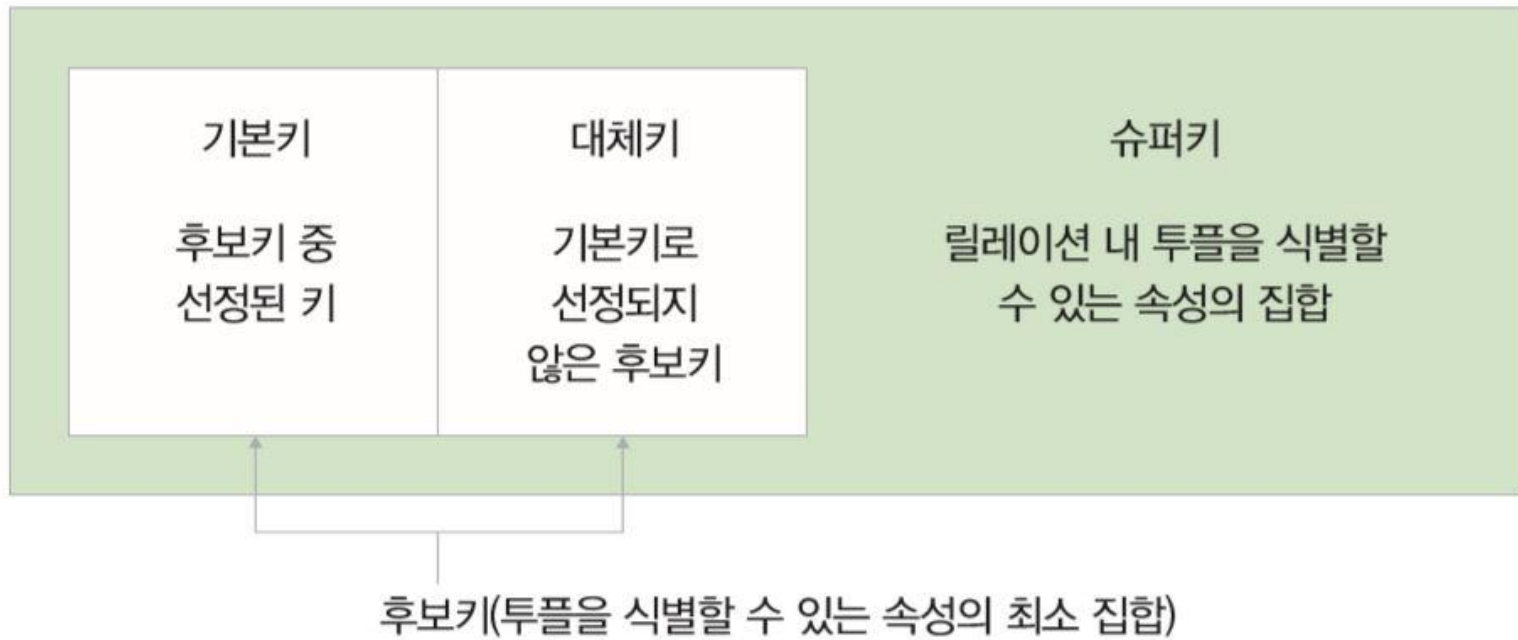 기본키
후보키 중
선정된 키
대체키
기본키로
선정되지
않은 후보키
슈퍼키
릴레이션 내 투플을 식별할
수 있는 속성의 집합
후보키(투플을 식별할 수 있는 속성의 최소 집합)